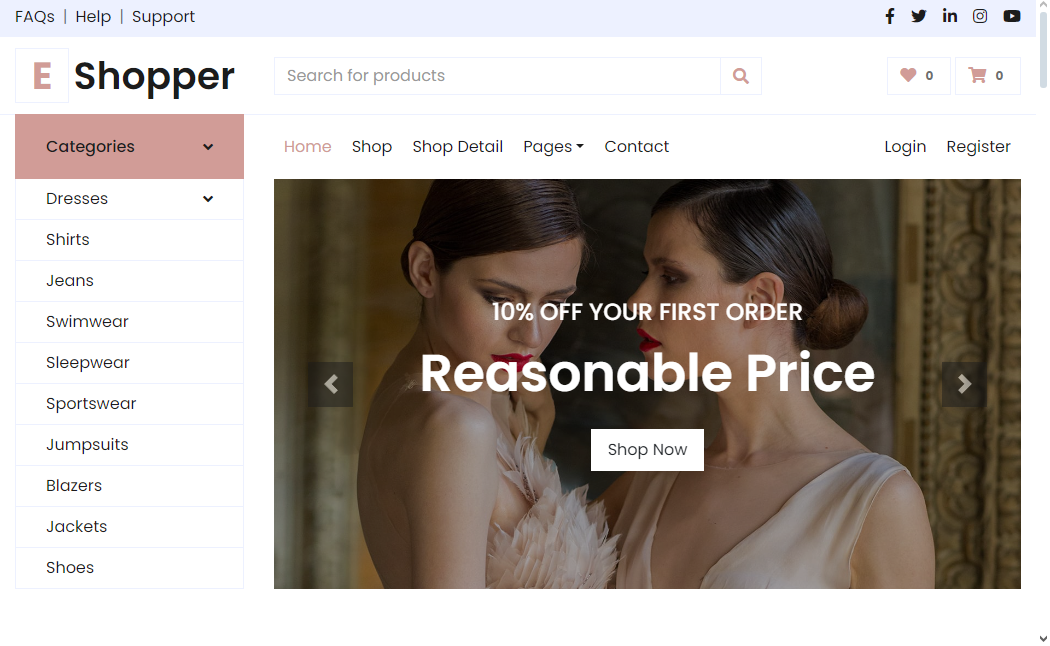 FAQs | Help | Support
E Shopper
Search for products
0
0
Categories
Home Shop Shop Detail Pages Contact
Login Register
Dresses
Shirts
Jeans
Swimwear
Sleepwear
Sportswear
Jumpsuits
Blazers
Jackets
Shoes
10% OFF YOUR FIRST ORDER
Reasonable Price
Shop Now